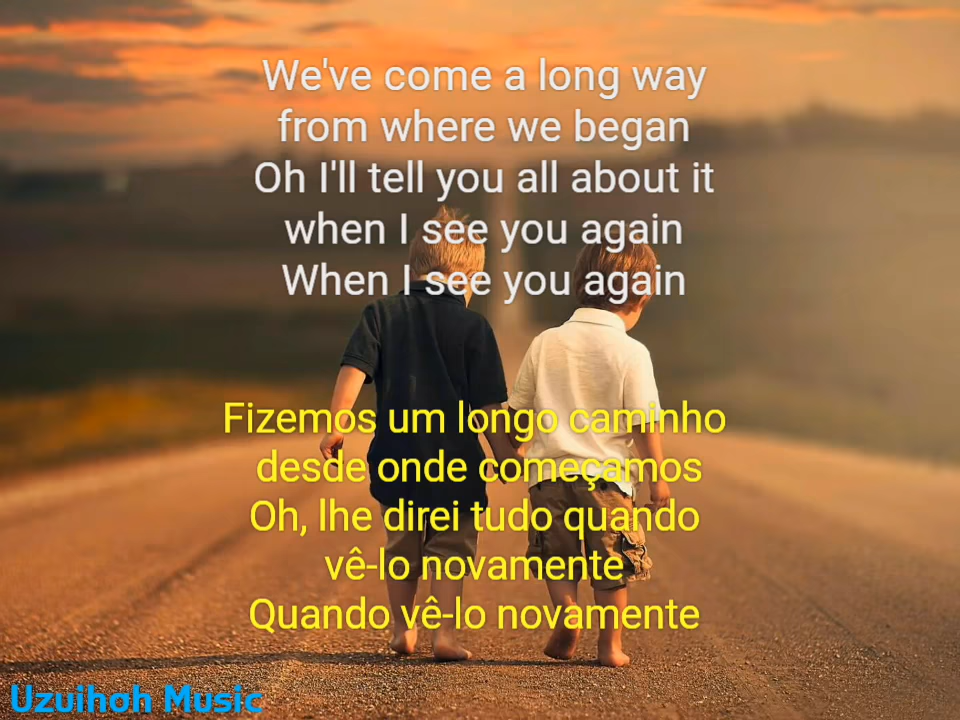 We've come a long way
from where we began
Oh I'll tell you all about it
when I see you again
When I see you again
Fizemos um longo caminho
desde onde começamos
Oh, lhe direi tudo quando
vê-lo novamente
Quando vê-lo novamente
Uzuihoh Music